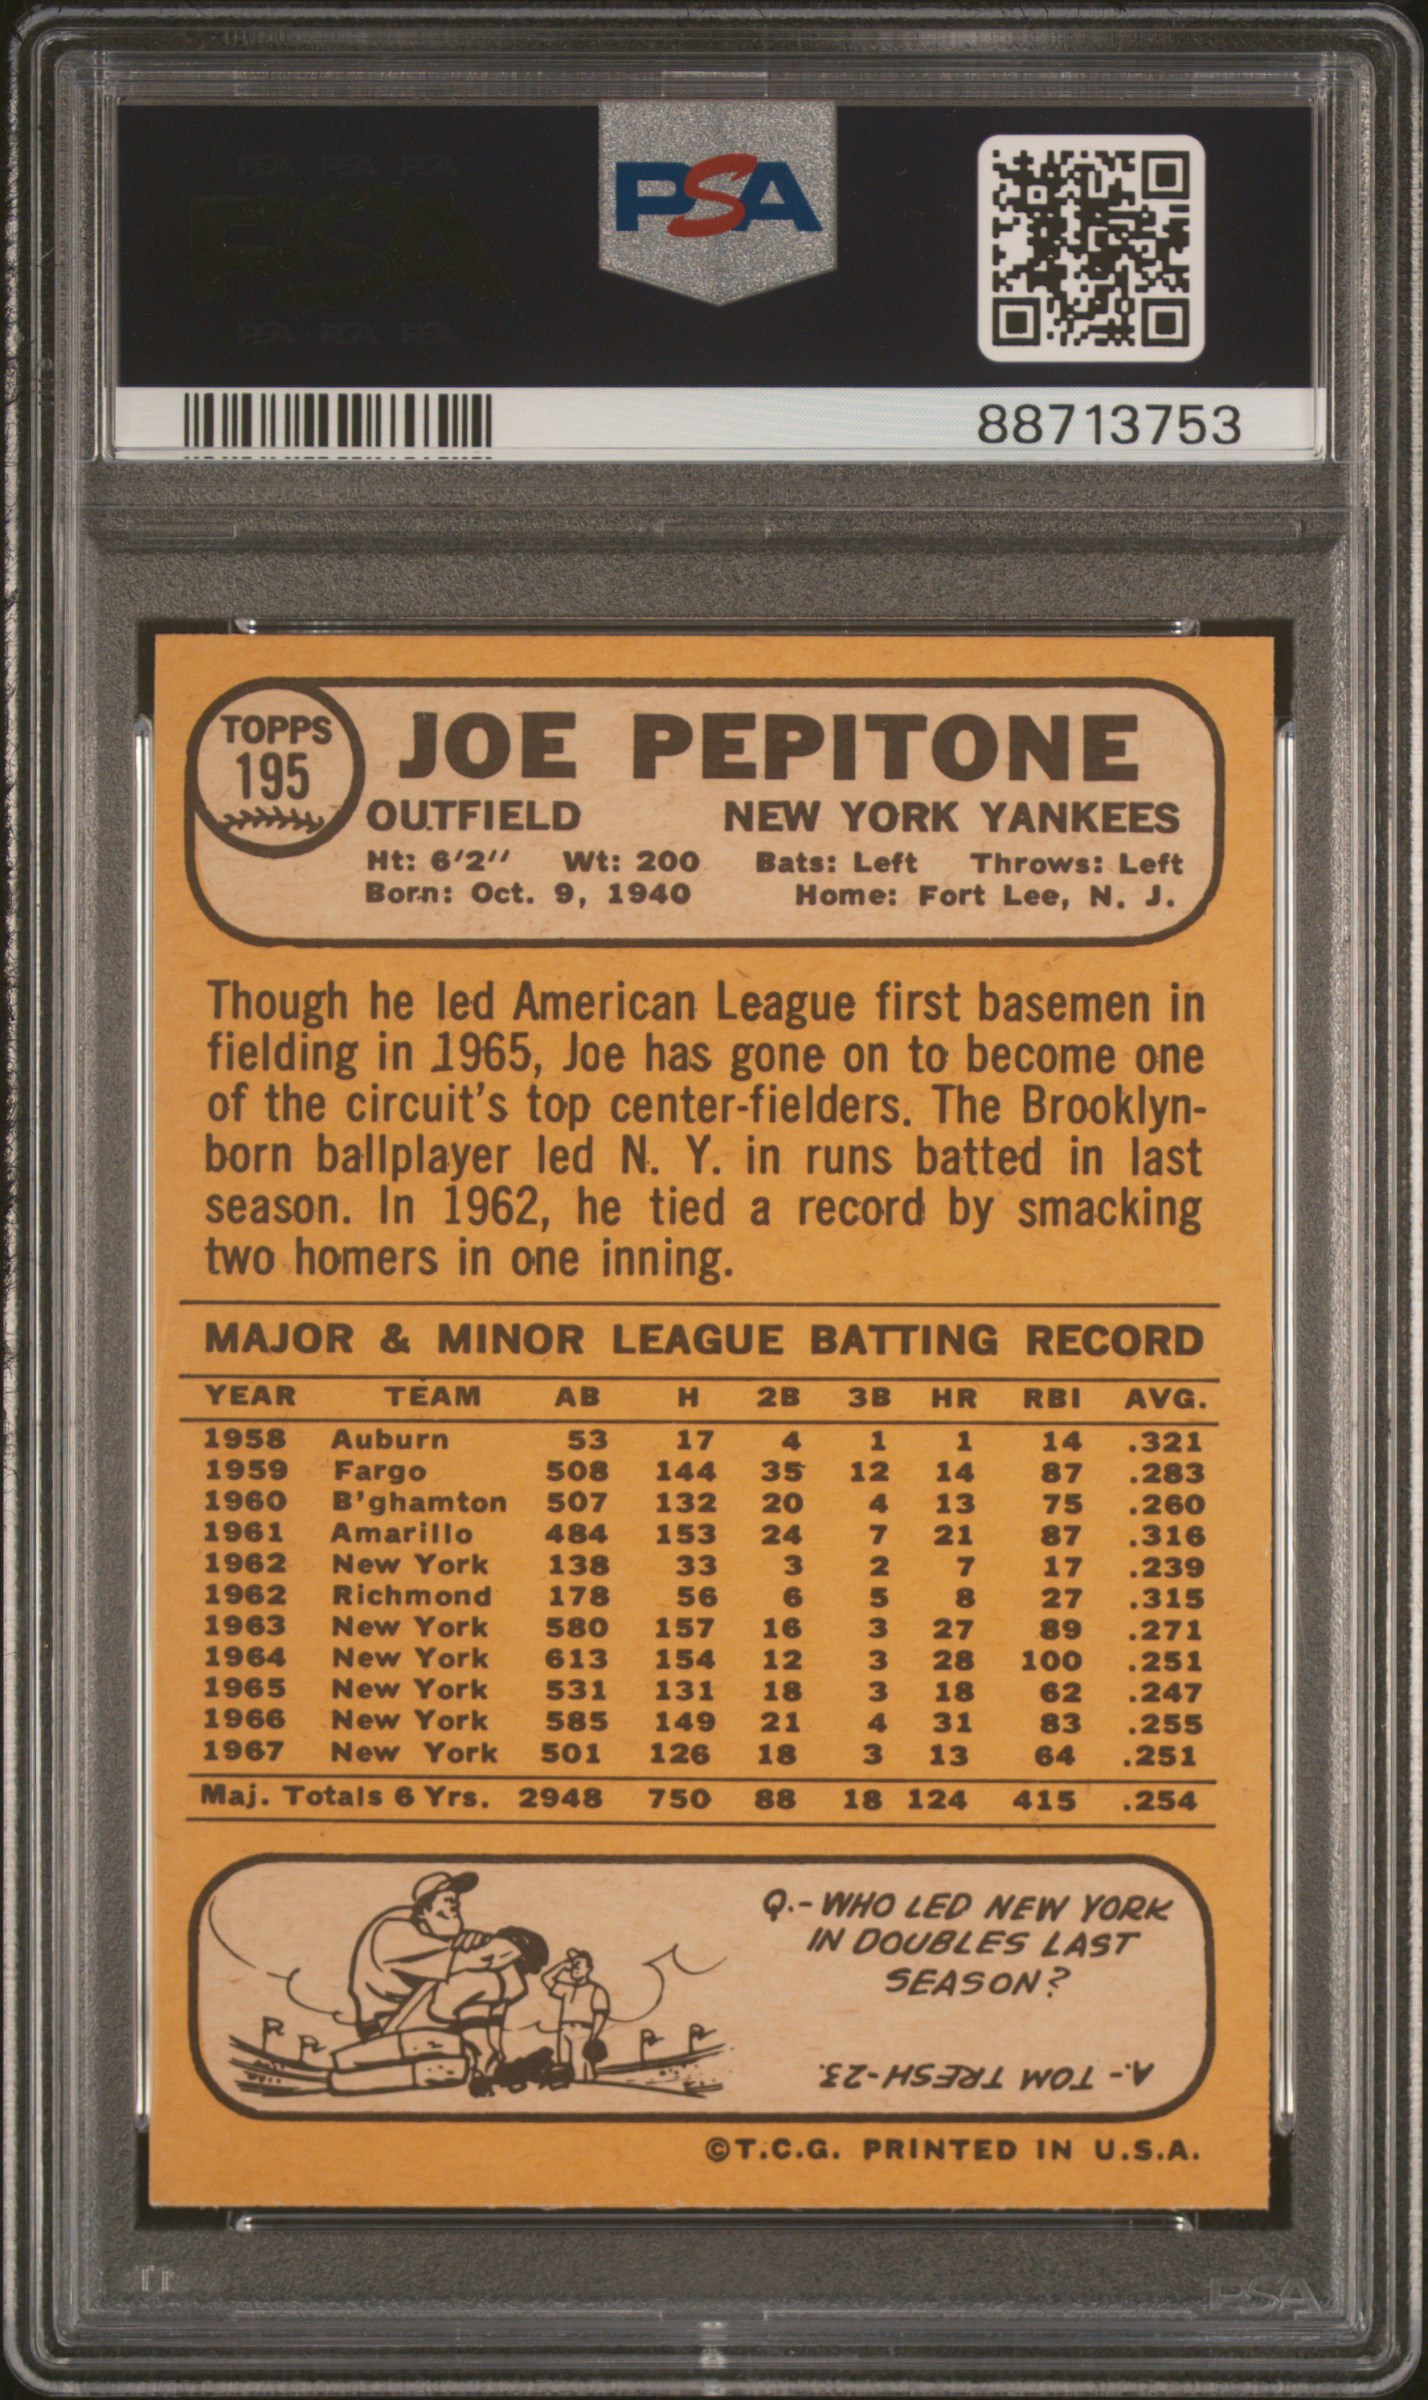 PSA
88713753
TOPPS
195
JOE PEPITONE
OUTFIELD NEW YORK YANKEES
Ht: 6'2'' Wt: 200 Bats: Left Throws: Left
Born: Oct. 9, 1940 Home: Fort Lee, N. J.
Though he led American League first basemen in
fielding in 1965, Joe has gone on to become one
of the circuit's top center-fielders. The Brooklyn-
born ballplayer led N. Y. in runs batted in last
season. In 1962, he tied a record by smacking
two homers in one inning.
MAJOR & MINOR LEAGUE BATTING RECORD
YEAR TEAM AB H 2B 3B HR RBI AVG.
1958 Auburn 53 17 4 1 1 14 .321
1959 Fargo 508 144 35 12 14 87 .283
1960 B'ghamton 507 132 20 4 13 75 .260
1961 Amarillo 484 153 24 7 21 87 .316
1962 New York 138 33 3 2 7 17 .239
1962 Richmond 178 56 6 5 8 27 .315
1963 New York 580 157 16 3 27 89 .271
1964 New York 613 154 12 3 28 100 .251
1965 New York 531 131 18 3 18 62 .247
1966 New York 585 149 21 4 31 83 .255
1967 New York 501 126 18 3 13 64 .251
Maj. Totals 6 Yrs. 2948 750 88 18 124 415 .254
Q.-WHO LED NEW YORK
IN DOUBLES LAST
SEASON?
A.- TOM TRESH-23.
©T.C.G. PRINTED IN U.S.A.
PSA